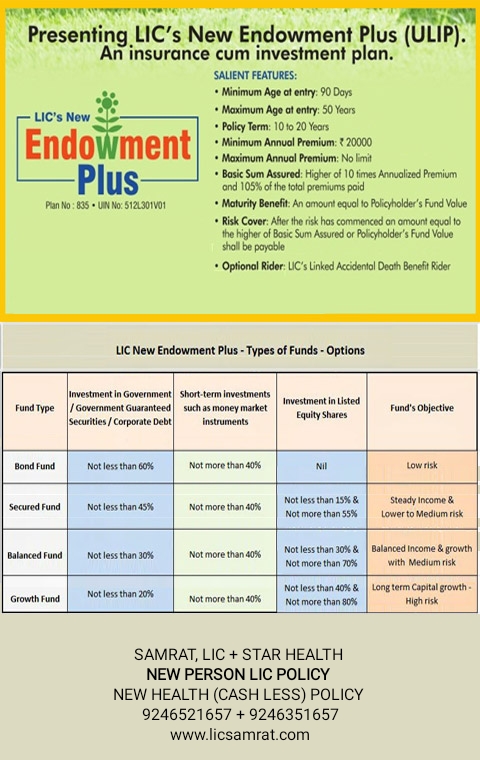 Presenting LIC's New Endowment Plus (ULIP).
An insurance cum investment plan.
LIC's New
Endowment
Plus
Plan No : 835 • UIN No: 512L301V01
SALIENT FEATURES:
• Minimum Age at entry: 90 Days
• Maximum Age at entry: 50 Years
• Policy Term: 10 to 20 Years
• Minimum Annual Premium: ₹ 20000
• Maximum Annual Premium: No limit
• Basic Sum Assured: Higher of 10 times Annualized Premium
and 105% of the total premiums paid
• Maturity Benefit: An amount equal to Policyholder's Fund Value
• Risk Cover: After the risk has commenced an amount equal to
the higher of Basic Sum Assured or Policyholder's Fund Value
shall be payable
• Optional Rider: LIC's Linked Accidental Death Benefit Rider
LIC New Endowment Plus - Types of Funds - Options
Fund Type
Investment in Government
/ Government Guaranteed
Securities / Corporate Debt
Short-term investments
such as money market
instruments
Investment in Listed
Equity Shares
Fund's Objective
Bond Fund
Not less than 60%
Not more than 40%
Nil
Low risk
Secured Fund
Not less than 45%
Not more than 40%
Not less than 15% &
Not more than 55%
Steady Income &
Lower to Medium risk
Balanced Fund
Not less than 30%
Not more than 40%
Not less than 30% &
Not more than 70%
Balanced Income & growth
with Medium risk
Growth Fund
Not less than 20%
Not more than 40%
Not less than 40% &
Not more than 80%
Long term Capital growth -
High risk
SAMRAT, LIC + STAR HEALTH
NEW PERSON LIC POLICY
NEW HEALTH (CASH LESS) POLICY
9246521657 + 9246351657
www.licsamrat.com